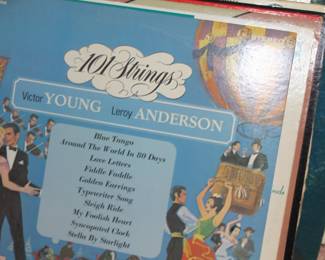 101 Strings
Victor YOUNG Leroy ANDERSON
Blue Tango
Around The World In 80 Days
Love Letters
Fiddle Faddle
Golden Earrings
Typewriter Song
Sleigh Ride
My Foolish Heart
Syncopated Clock
Stella By Starlight